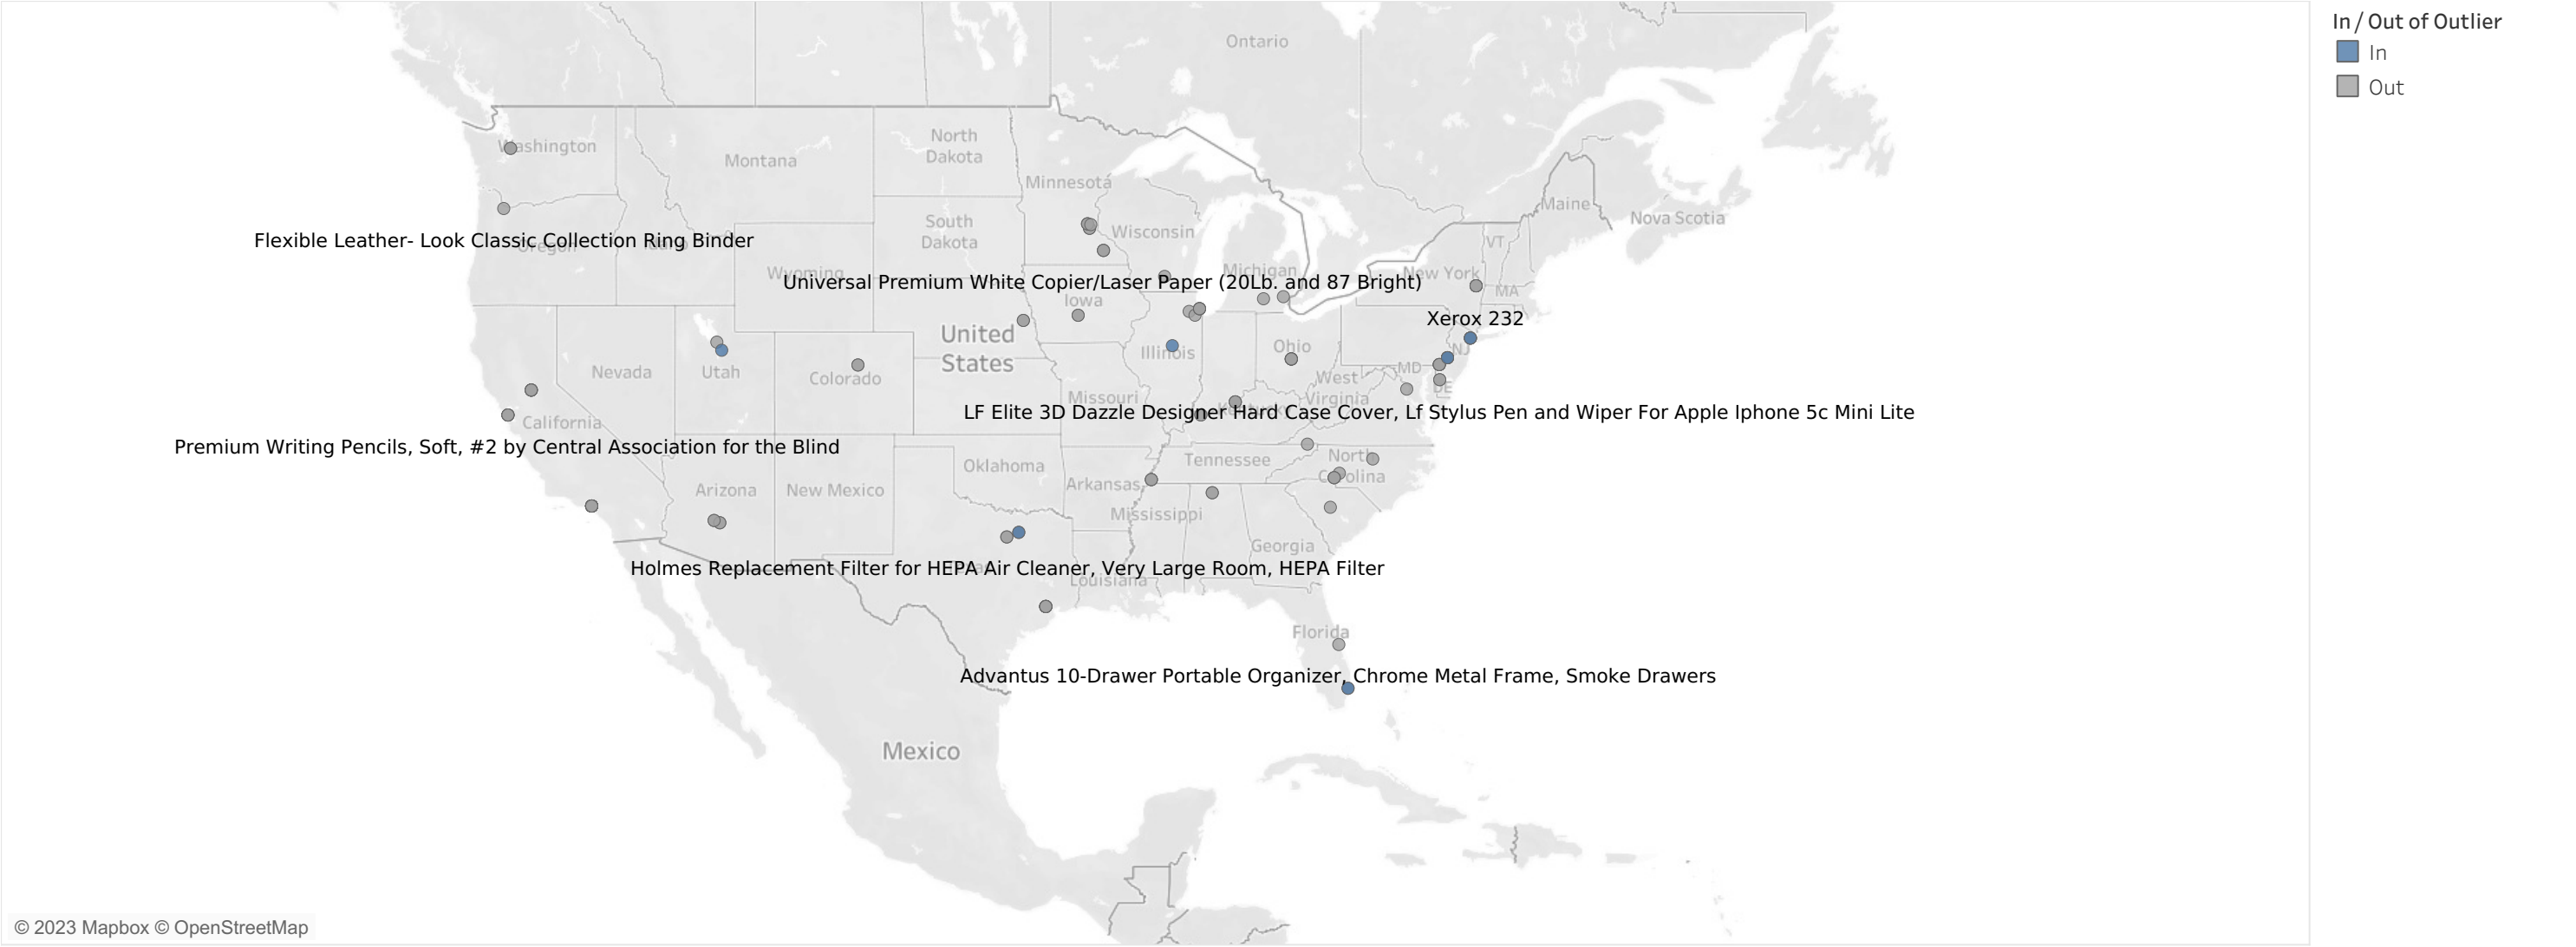 In / Out of Outlier
In
Out
Ontario
Washington
Montana
North
Dakota
Minnesota
Maine
Nova Scotia
South
Dakota
Wisconsin
VT
Flexible Leather- Look Classic Collection Ring Binder
Oregon
Wyoming
Michigan
New York
Universal Premium White Copier/Laser Paper (20Lb. and 87 Bright)
MA
Iowa
Xerox 232
United
States
Illinois
Ohio
NJ
Nevada
Utah
Colorado
MD
West
Virginia
DE
Missouri
Kentucky
LF Elite 3D Dazzle Designer Hard Case Cover, Lf Stylus Pen and Wiper For Apple Iphone 5c Mini Lite
California
Premium Writing Pencils, Soft, #2 by Central Association for the Blind
Oklahoma
Tennessee
North
Carolina
Arizona
New Mexico
Arkansas
Mississippi
Georgia
Holmes Replacement Filter for HEPA Air Cleaner, Very Large Room, HEPA Filter
Louisiana
Florida
Advantus 10-Drawer Portable Organizer, Chrome Metal Frame, Smoke Drawers
Mexico
© 2023 Mapbox © OpenStreetMap